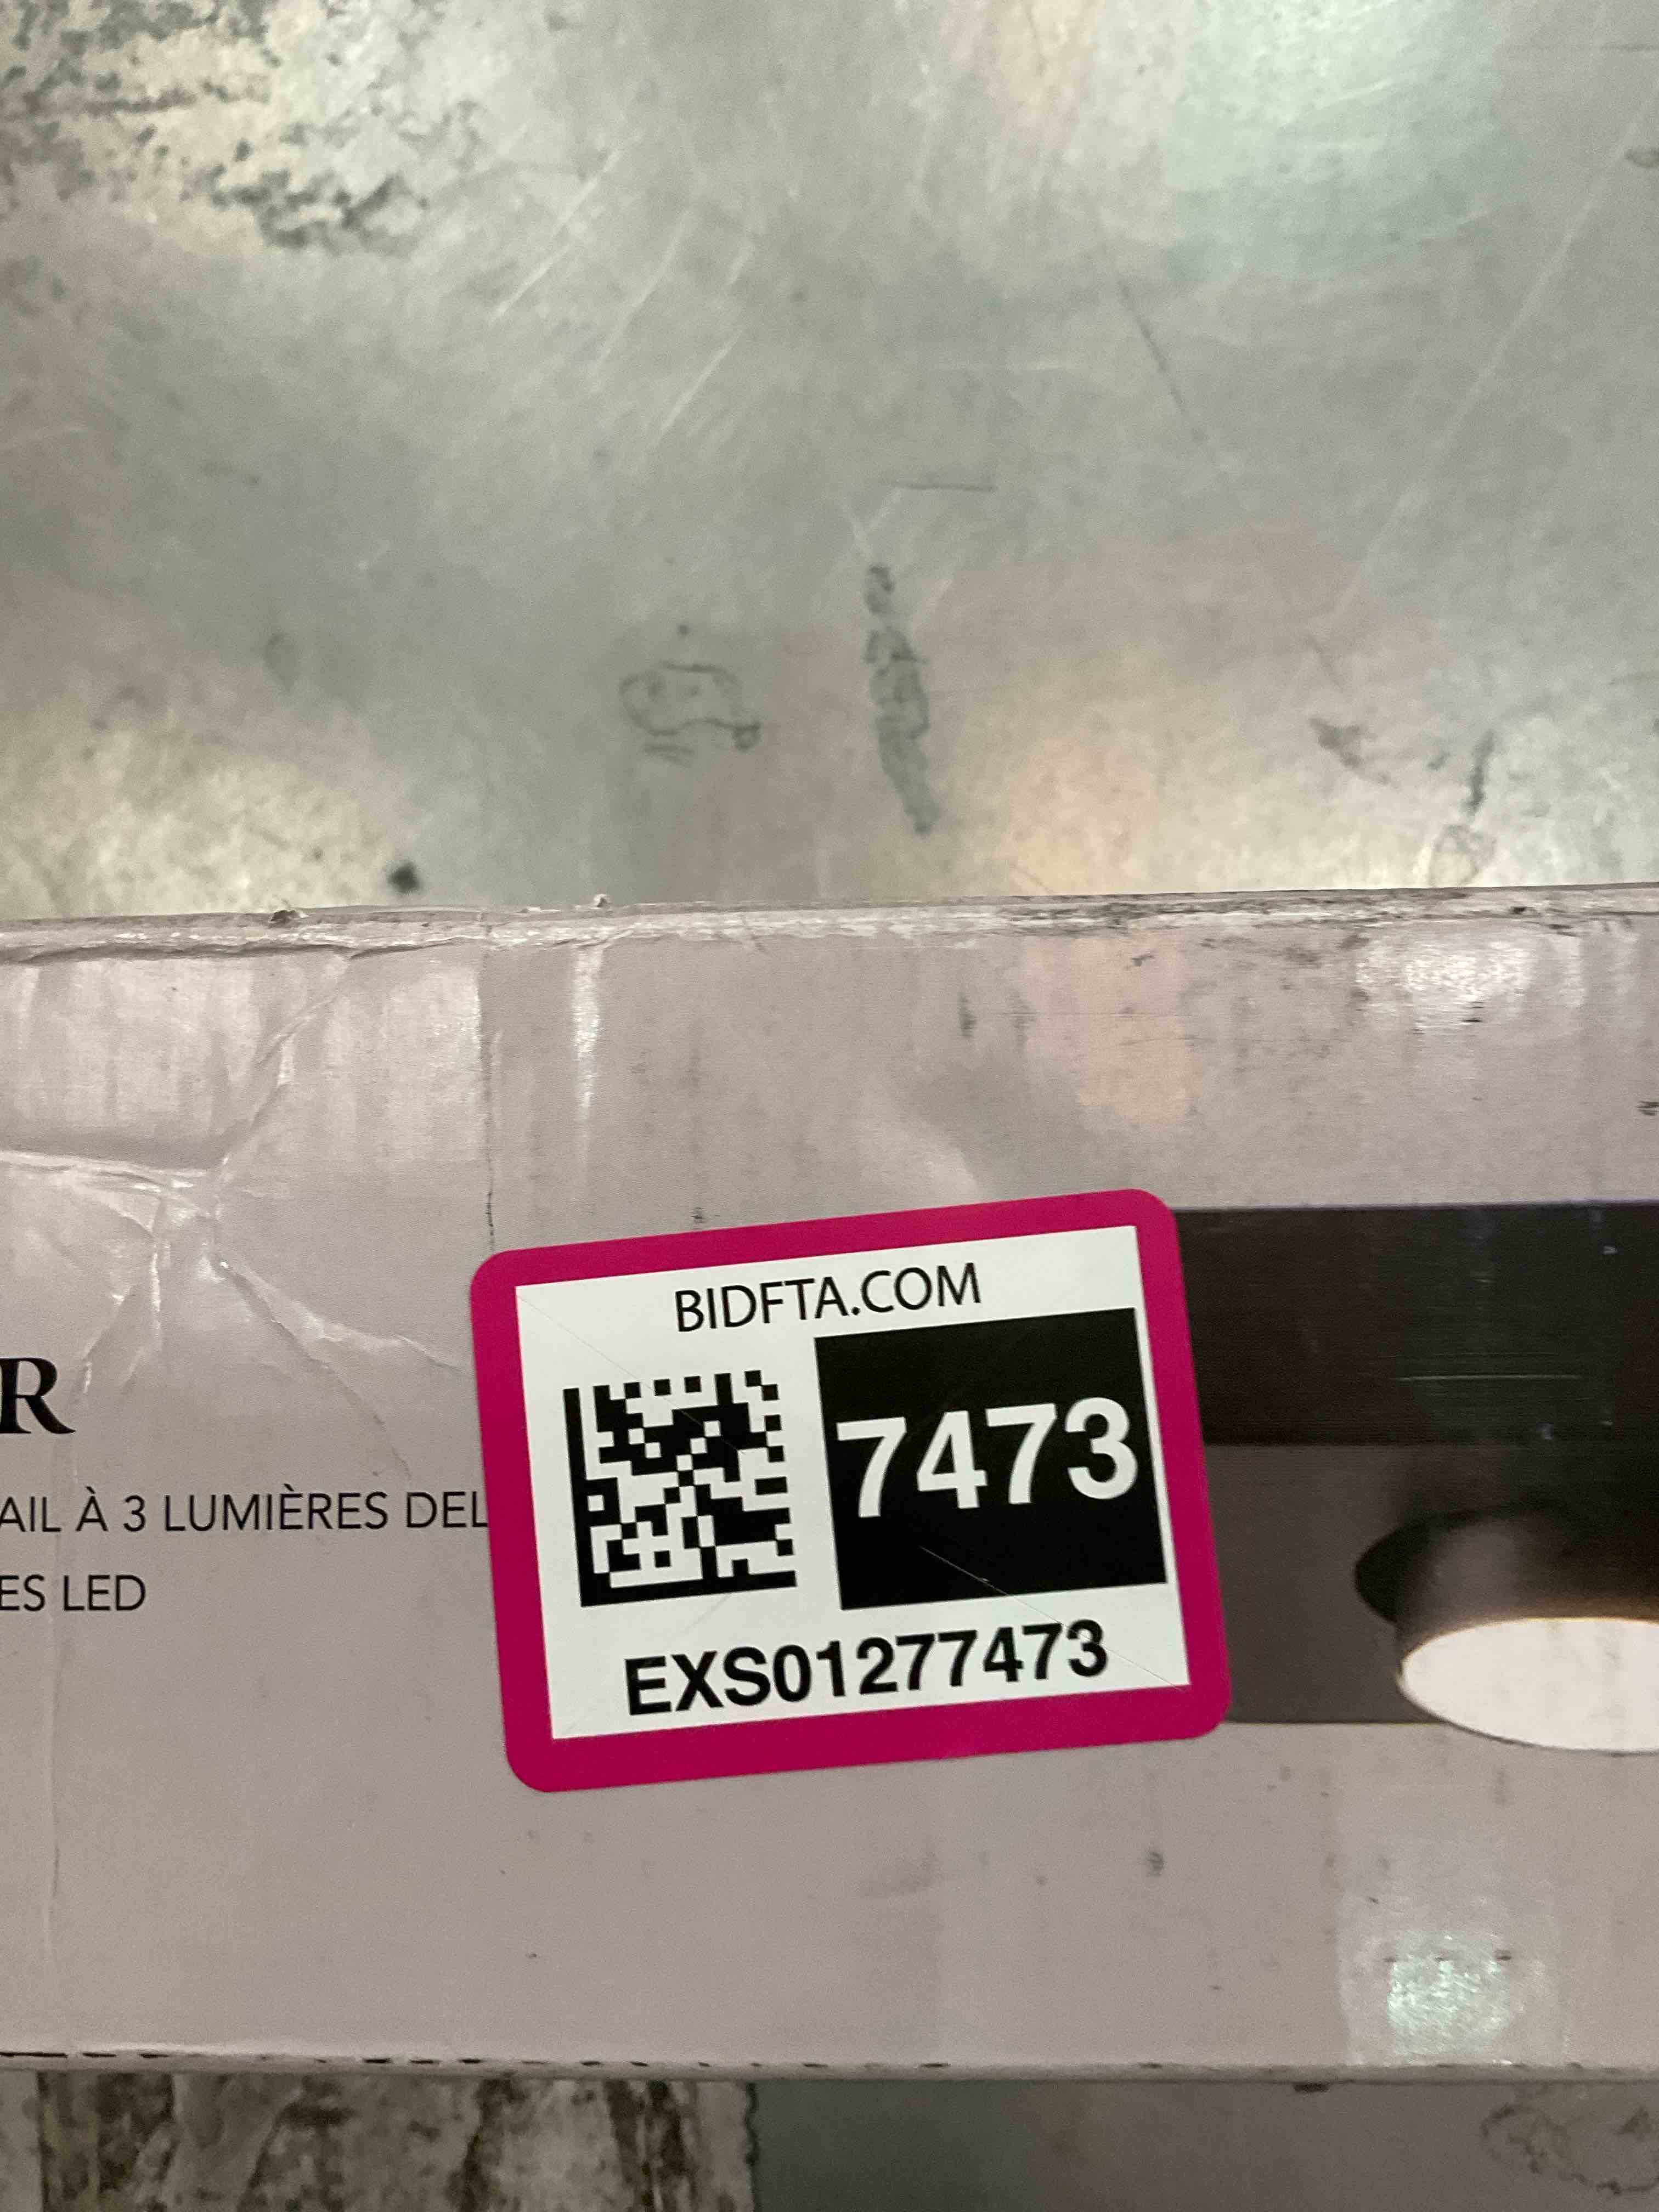 BIDFTA.COM
7473
EXS01277473
R
AIL À 3 LUMIÈRES DEL
ES LED